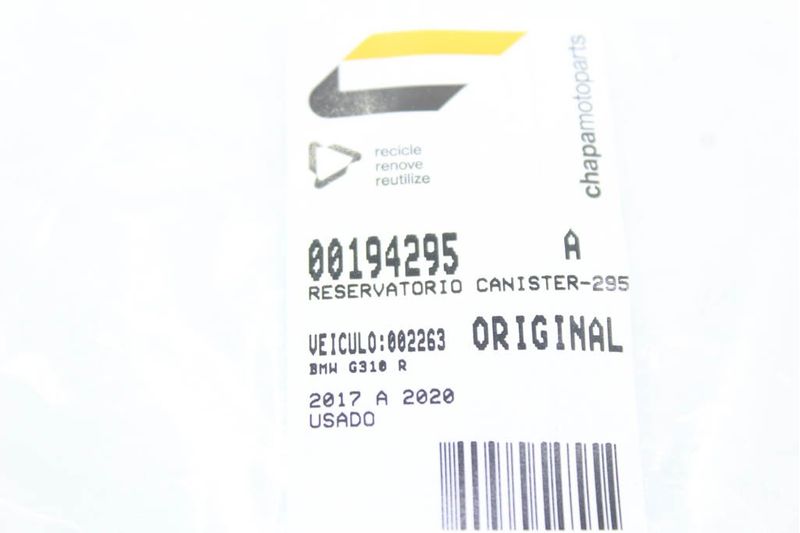 chapamotoparts
recicle
renove
reutilize
00194295 A
RESERVATORIO CANISTER-295
VEICULO:002263 ORIGINAL
BMW G310 R
2017 A 2020
USADO